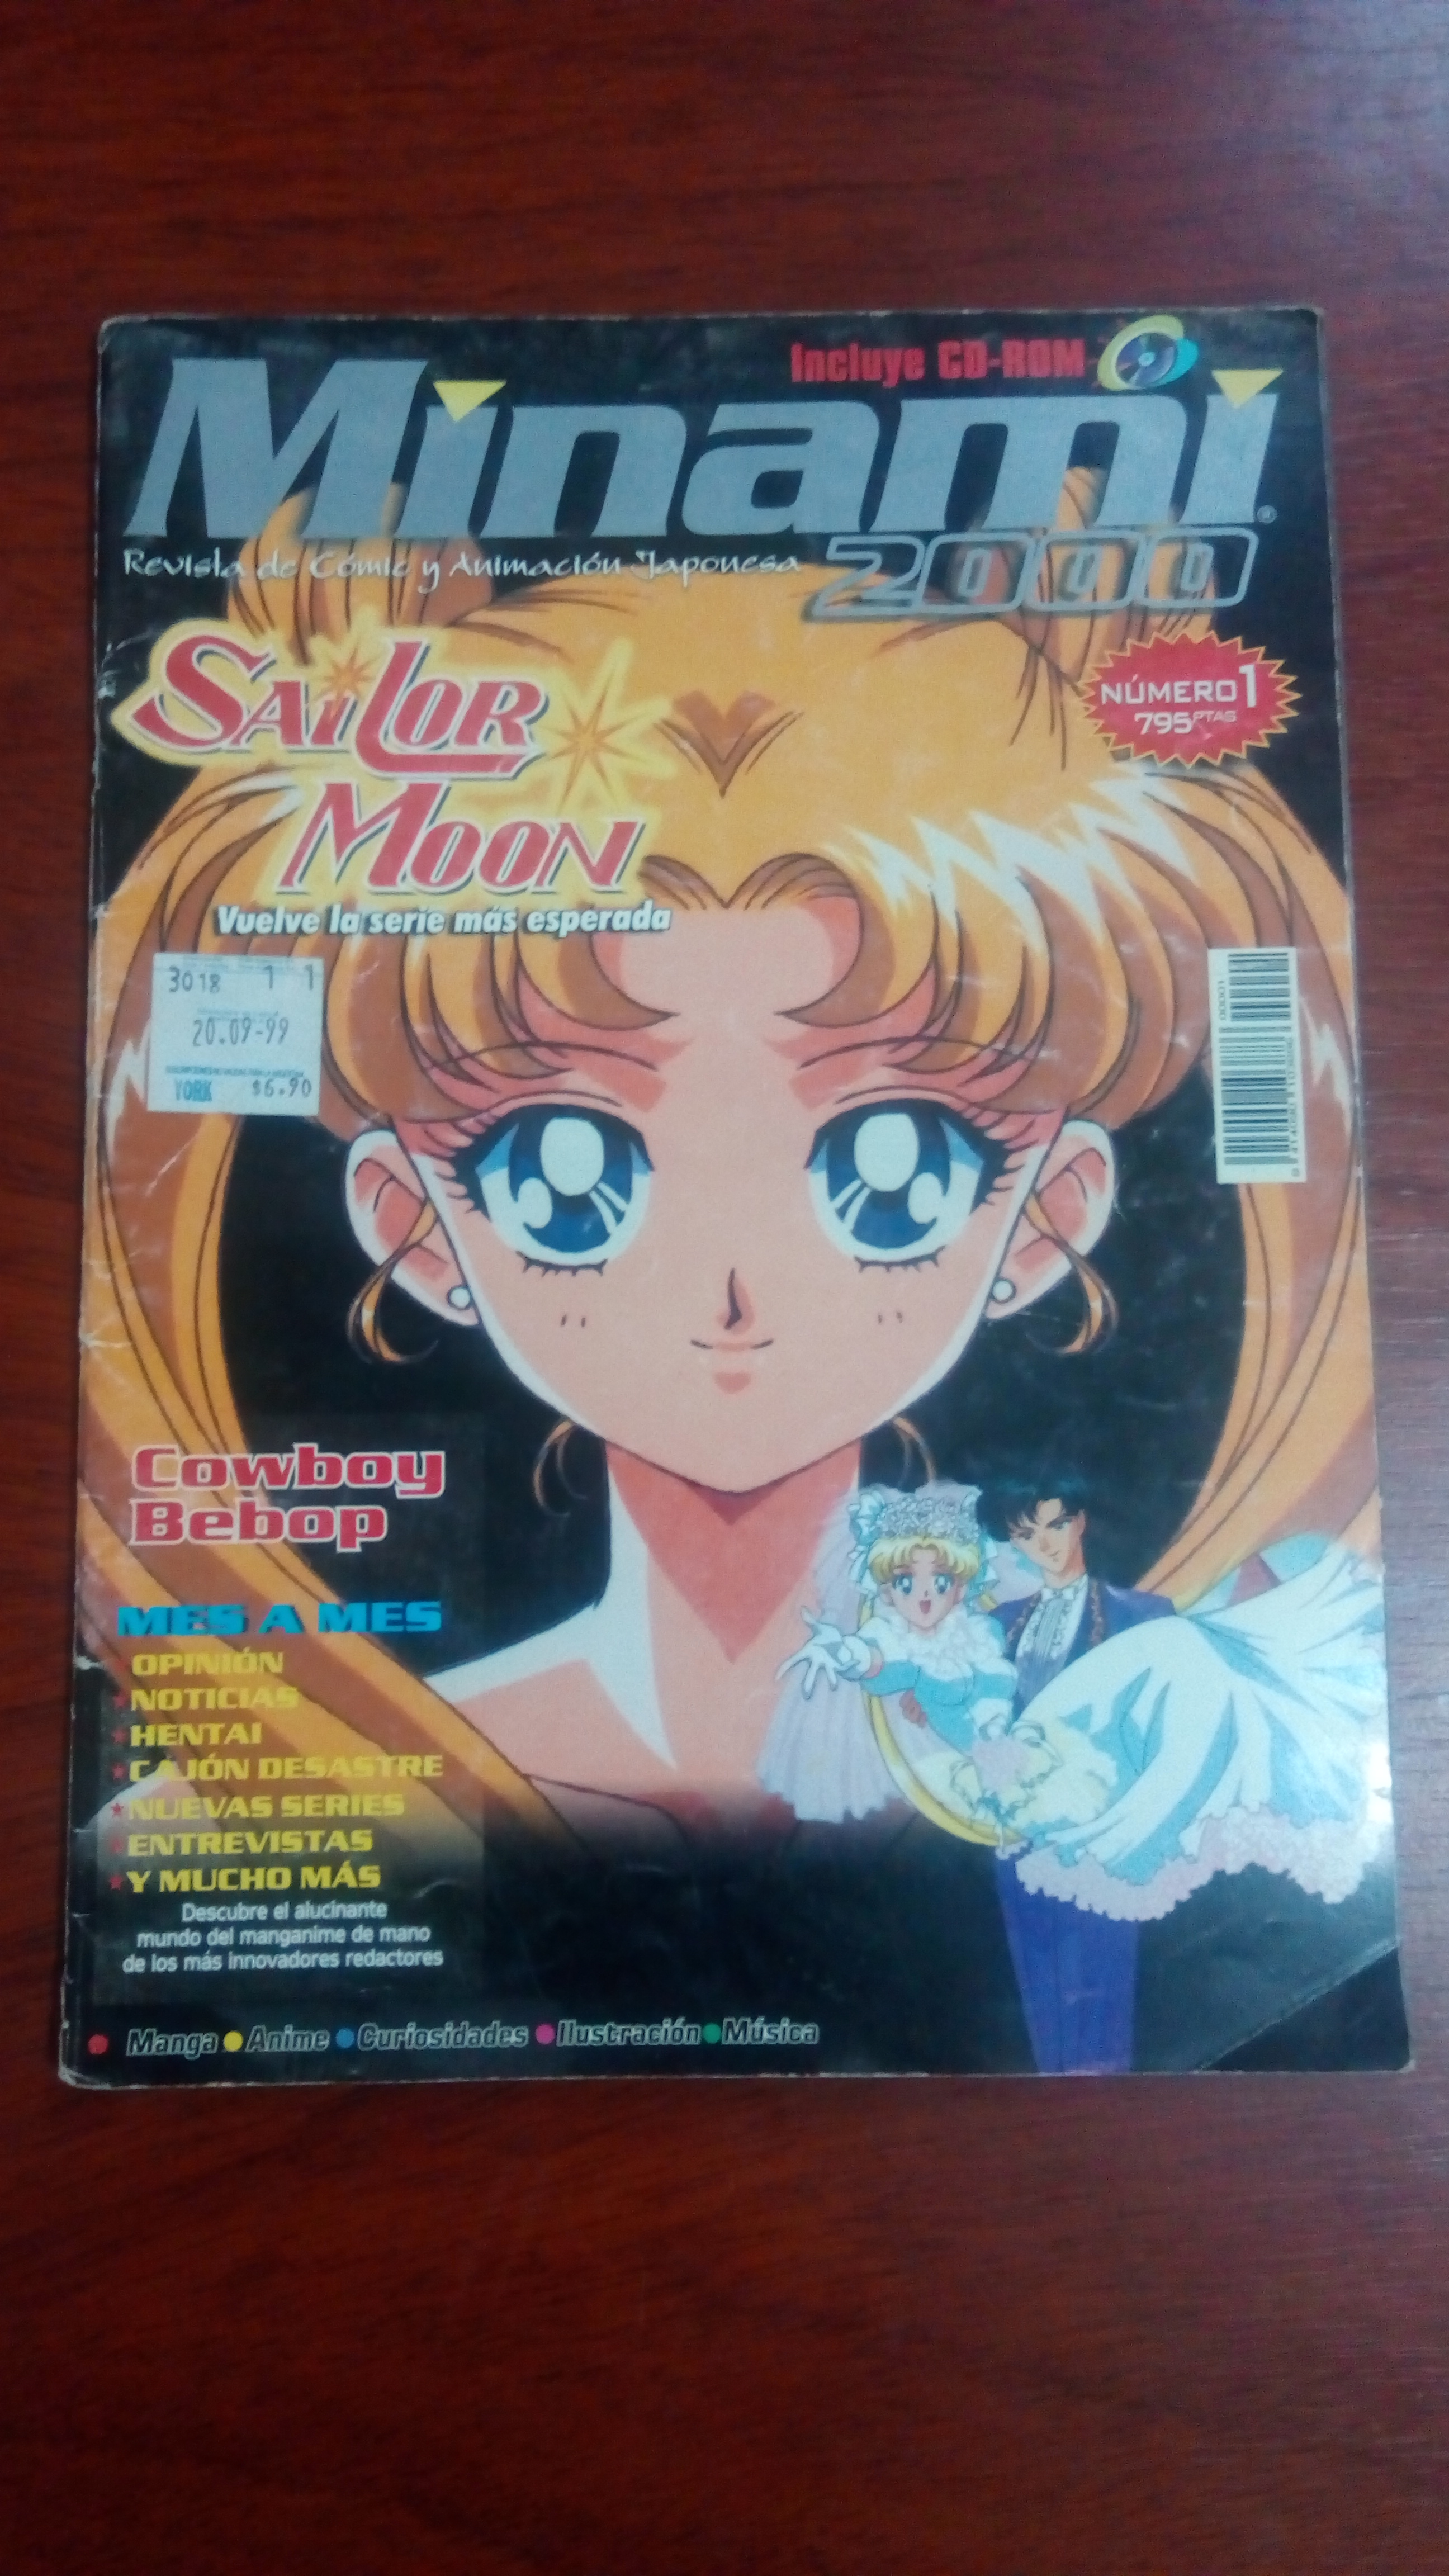 Incluye CD-ROM
Minami
2000
Revista de Cómic y Animación Japonesa
SAILOR
MOON
Vuelve la serie más esperada
NÚMERO 1
795 PTAS
3018 1 1
20.09-99
YORK $6.90
00001
Cowboy
Bebop
MES A MES
OPINIÓN
NOTICIAS
HENTAI
CAJÓN DESASTRE
NUEVAS SERIES
ENTREVISTAS
Y MUCHO MÁS
Descubre el alucinante
mundo del manganime de mano
de los más innovadores redactores
Manga Anime Curiosidades Ilustración Música